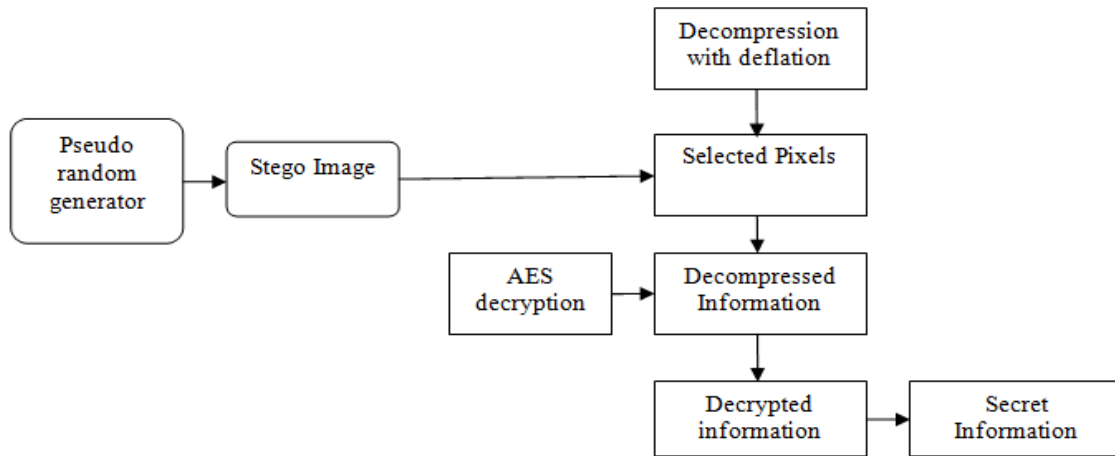 Decompression
with deflation
Pseudo
random
generator
Stego Image
Selected Pixels
AES
decryption
Decompressed
Information
Decrypted
information
Secret
Information